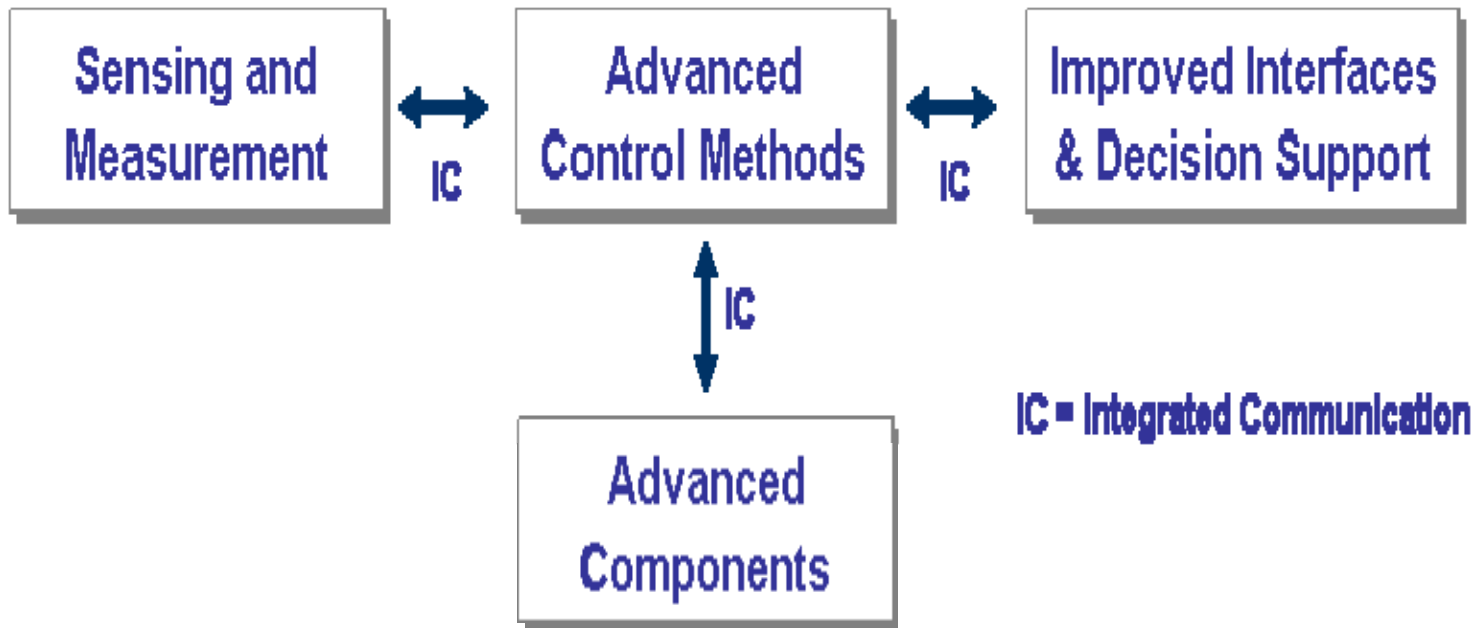 Sensing and
Measurement
IC
Advanced
Control Methods
IC
Improved Interfaces
& Decision Support
IC
IC = Integrated Communication
Advanced
Components